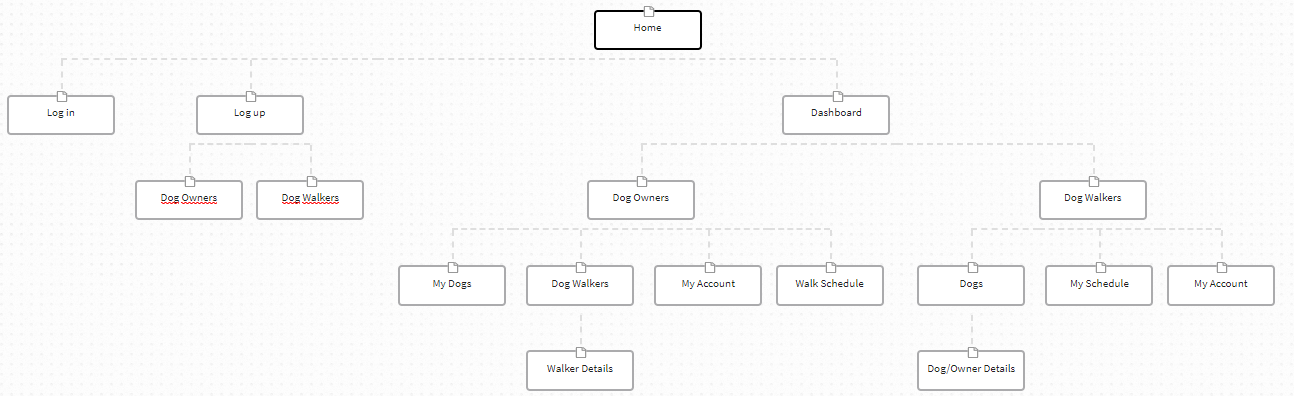 Home
Log in
Log up
Dashboard
Dog Owners
Dog Walkers
Dog Owners
Dog Walkers
My Dogs
Dog Walkers
My Account
Walk Schedule
Dogs
My Schedule
My Account
Walker Details
Dog/Owner Details